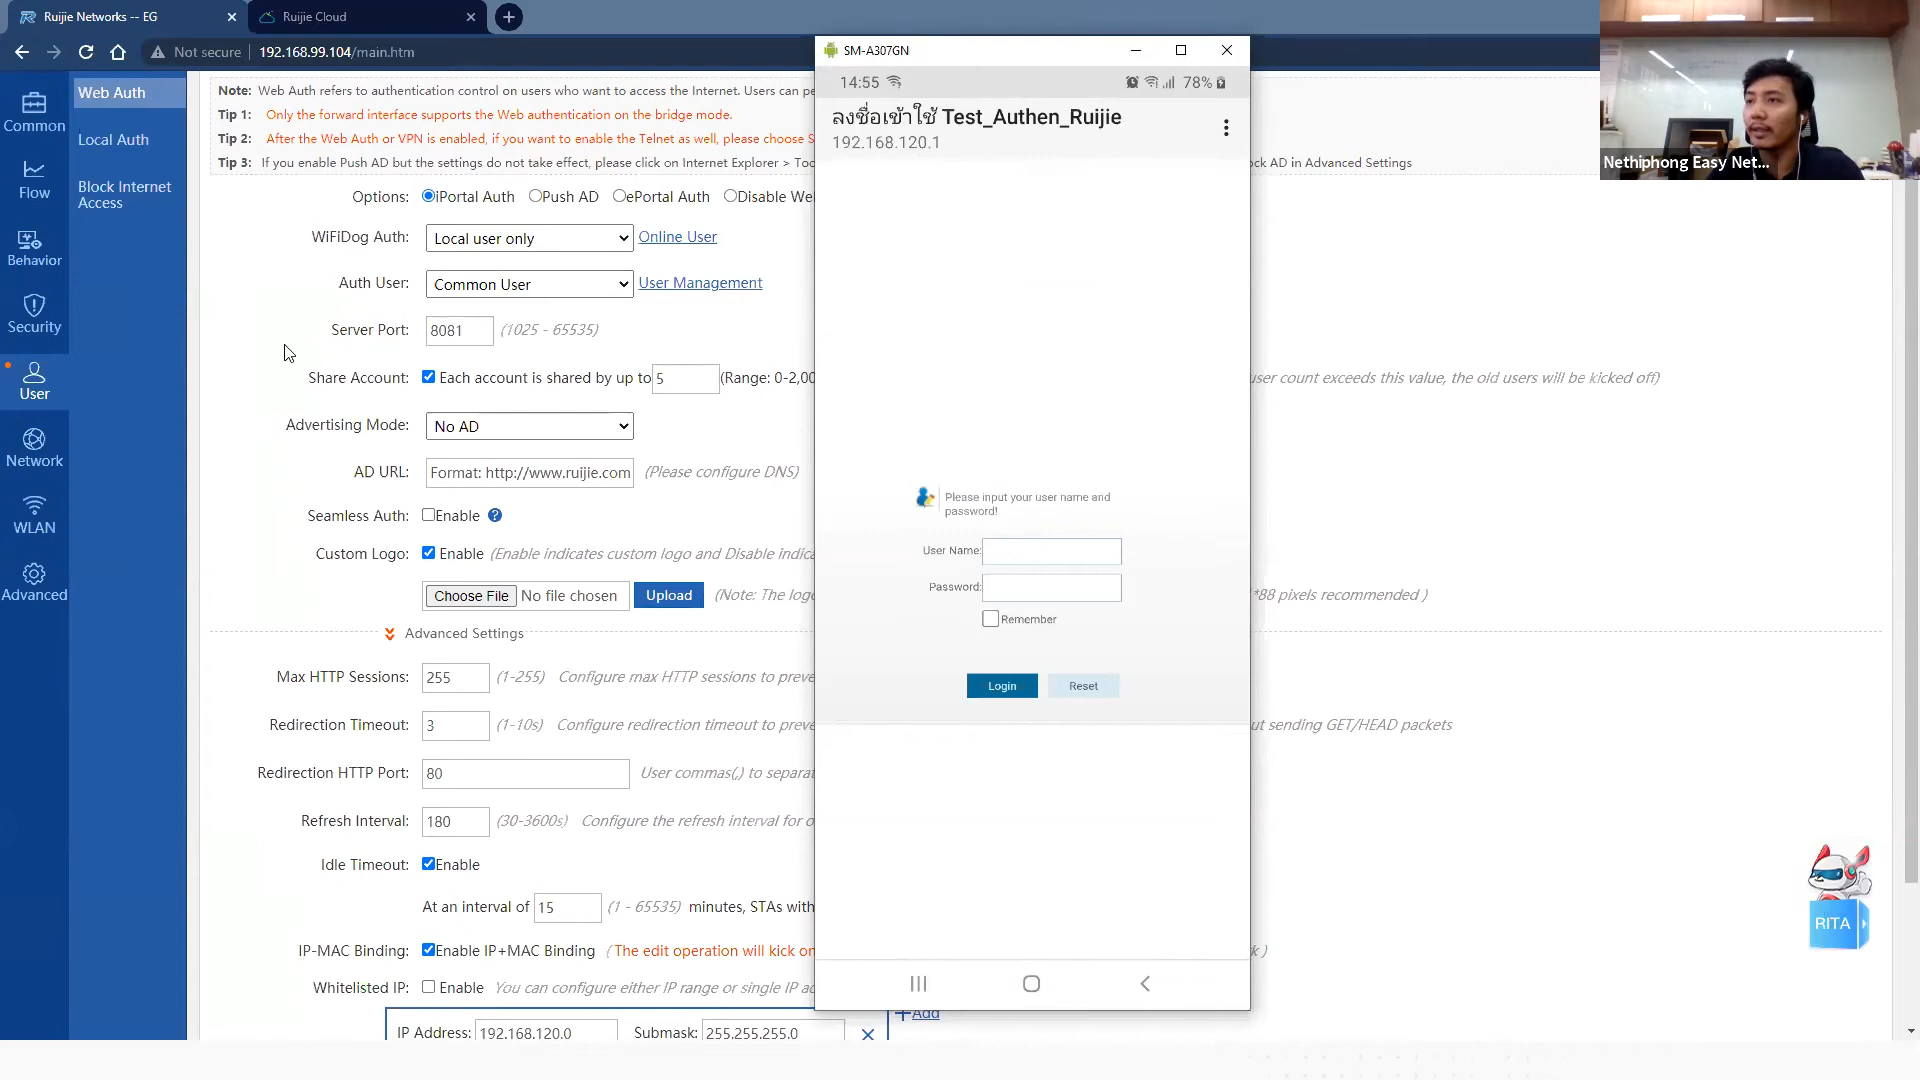 Ruijie Networks -- EG
Ruijie Cloud
Not secure
192.168.99.104/main.htm
Common
Flow
Behavior
Security
User
Network
WLAN
Advanced
Web Auth
Local Auth
Block Internet
Access
Note: Web Auth refers to authentication control on users who want to access the Internet. Users can pe
Tip 1: Only the forward interface supports the Web authentication on the bridge mode.
Tip 2: After the Web Auth or VPN is enabled, if you want to enable the Telnet as well, please choose S
Tip 3: If you enable Push AD but the settings do not take effect, please click on Internet Explorer > Too
ock AD in Advanced Settings
Options: iPortal Auth Push AD ePortal Auth Disable We
WiFiDog Auth: Local user only Online User
Auth User: Common User User Management
Server Port: 8081 (1025 - 65535)
Share Account: Each account is shared by up to 5 (Range: 0-2,00
user count exceeds this value, the old users will be kicked off)
Advertising Mode: No AD
AD URL: Format: http://www.ruijie.com (Please configure DNS)
Seamless Auth: Enable
Custom Logo: Enable (Enable indicates custom logo and Disable indica
Choose File No file chosen Upload (Note: The logo
*88 pixels recommended )
Advanced Settings
Max HTTP Sessions: 255 (1-255) Configure max HTTP sessions to preve
Redirection Timeout: 3 (1-10s) Configure redirection timeout to preve
ut sending GET/HEAD packets
Redirection HTTP Port: 80 User commas(,) to separat
Refresh Interval: 180 (30-3600s) Configure the refresh interval for o
Idle Timeout: Enable
At an interval of 15 (1 - 65535) minutes, STAs with
IP-MAC Binding: Enable IP+MAC Binding ( The edit operation will kick on
k )
Whitelisted IP: Enable You can configure either IP range or single IP ad
IP Address: 192.168.120.0 Submask: 255.255.255.0
Add
SM-A307GN
14:55
78%
ลงชื่อเข้าใช้ Test_Authen_Ruijie
192.168.120.1
Please input your user name and
password!
User Name:
Password:
Remember
Login Reset
Nethiphong Easy Net...
RITA